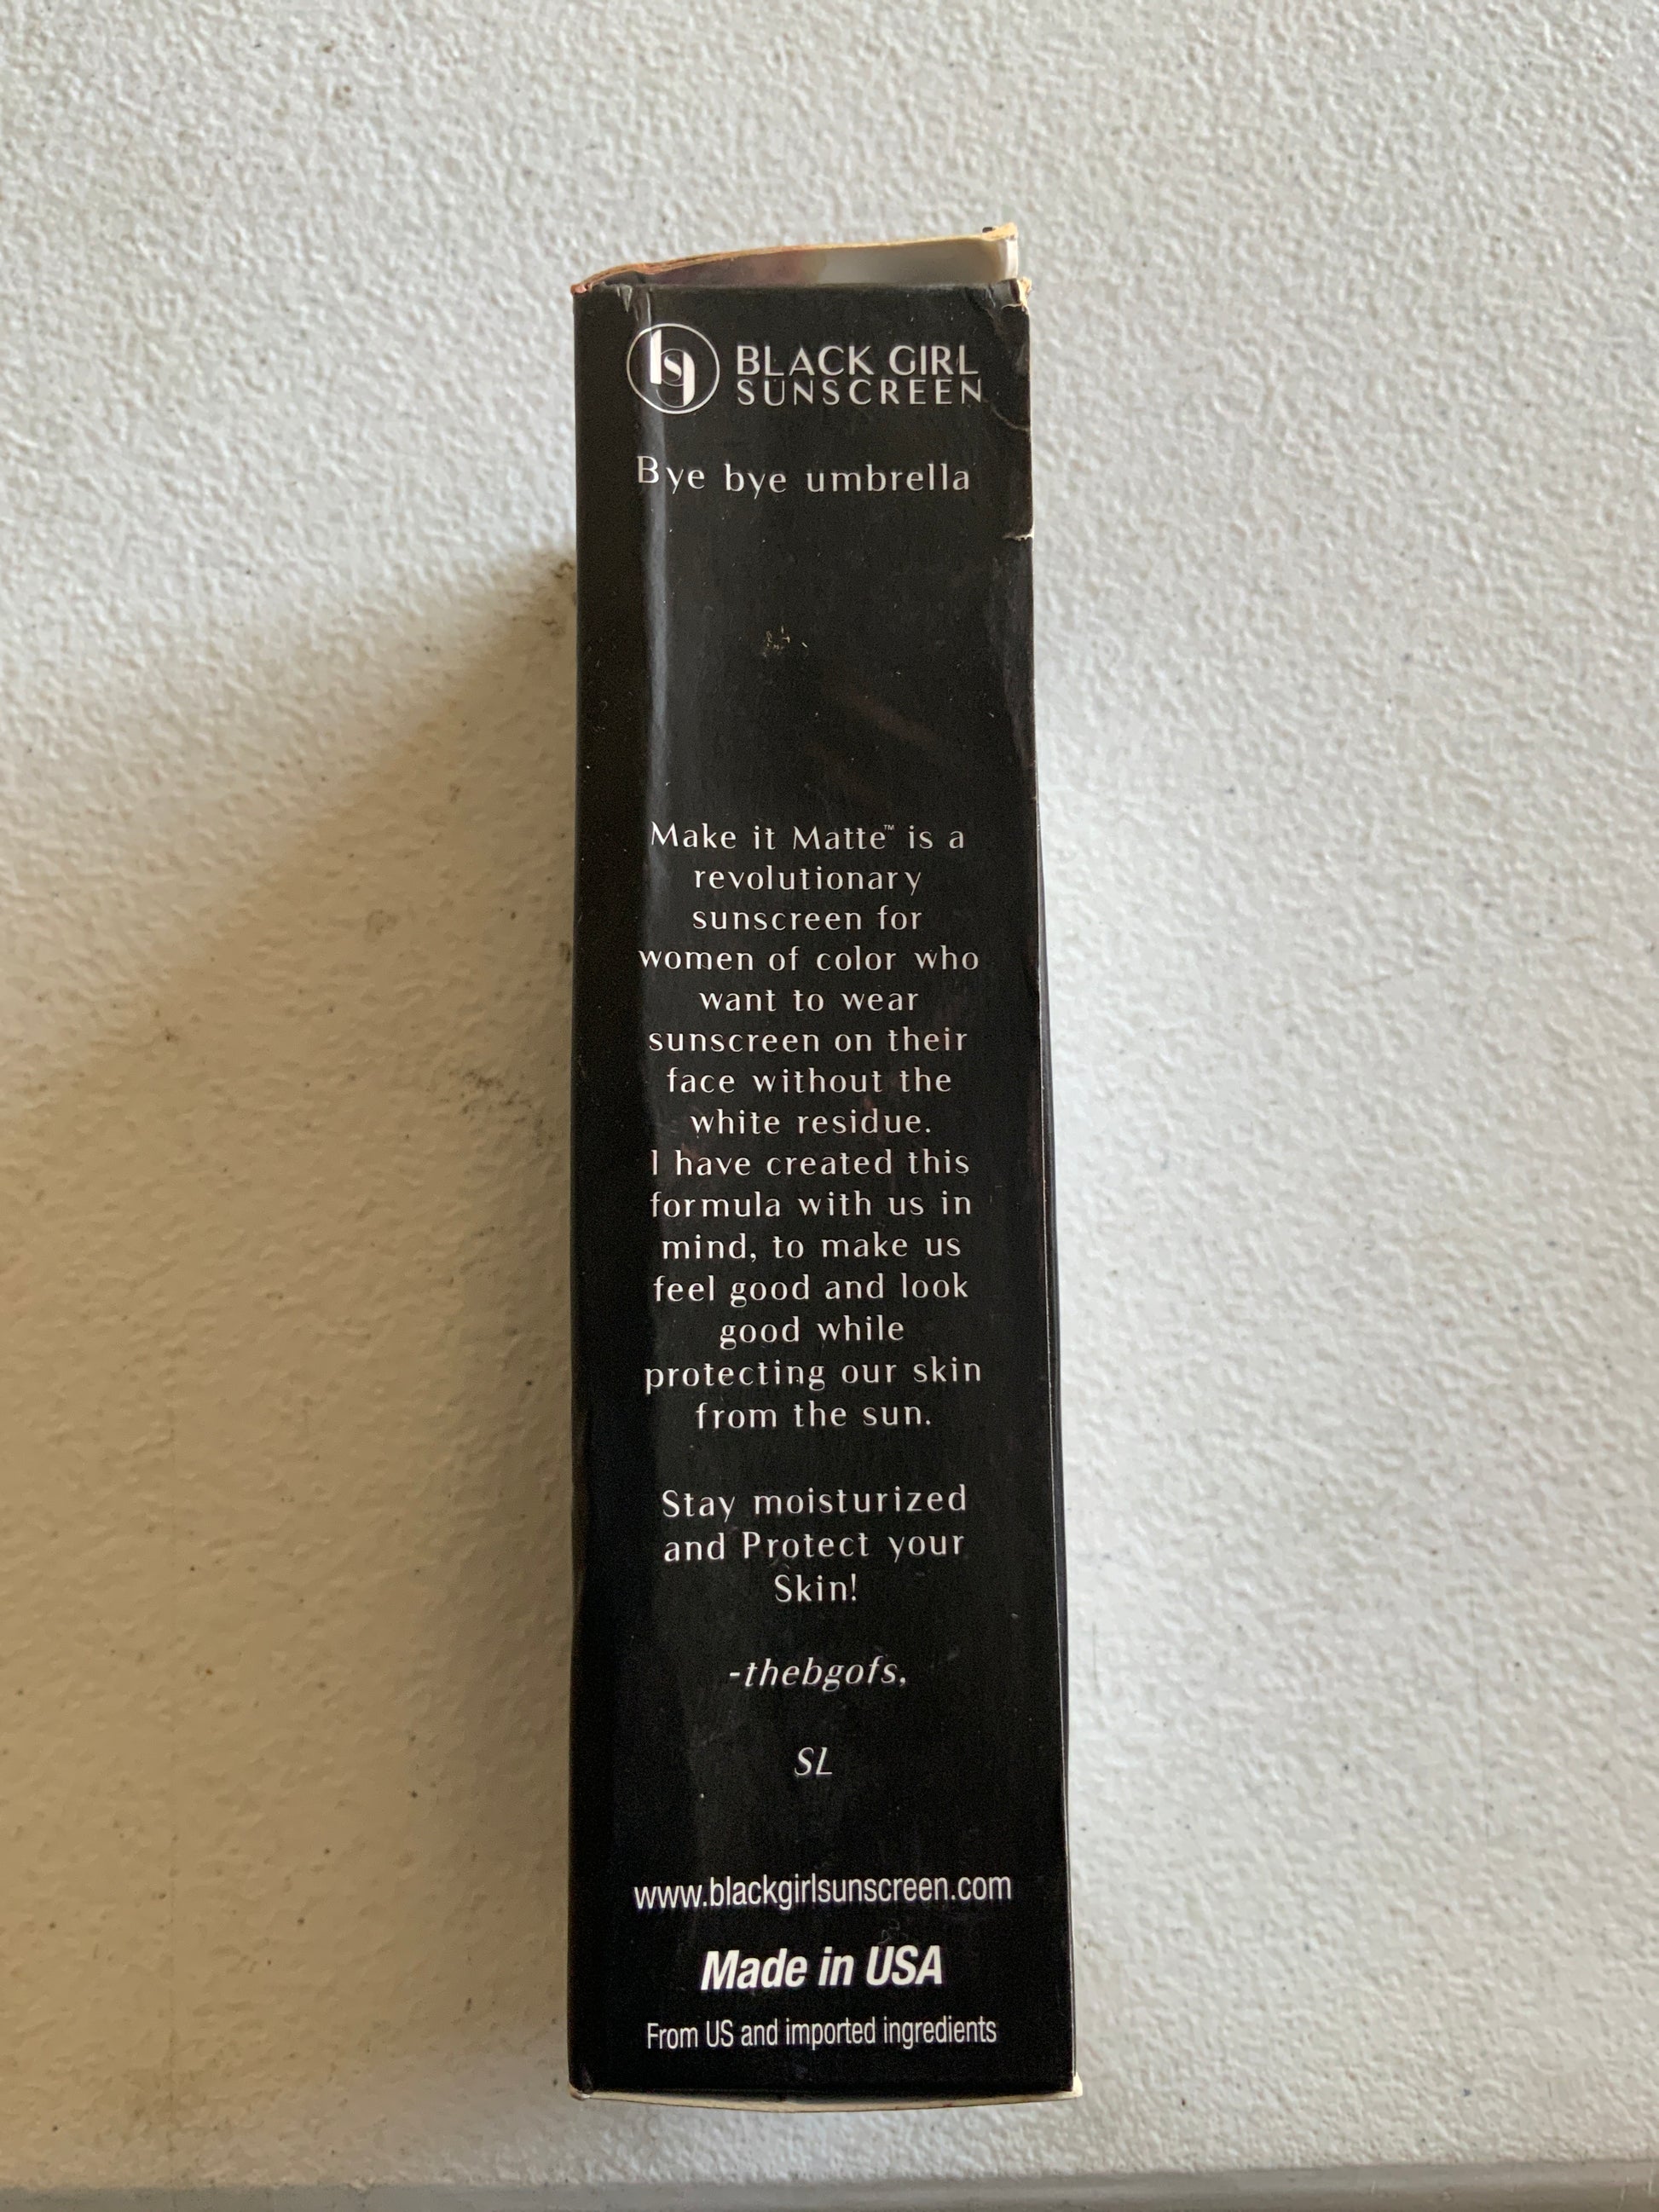 bsg
BLACK GIRL
SUNSCREEN
Bye bye umbrella
Make it Matte™ is a
revolutionary
sunscreen for
women of color who
want to wear
sunscreen on their
face without the
white residue.
I have created this
formula with us in
mind, to make us
feel good and look
good while
protecting our skin
from the sun.
Stay moisturized
and Protect your
Skin!
-thebgofs,
SL
www.blackgirlsunscreen.com
Made in USA
From US and imported ingredients